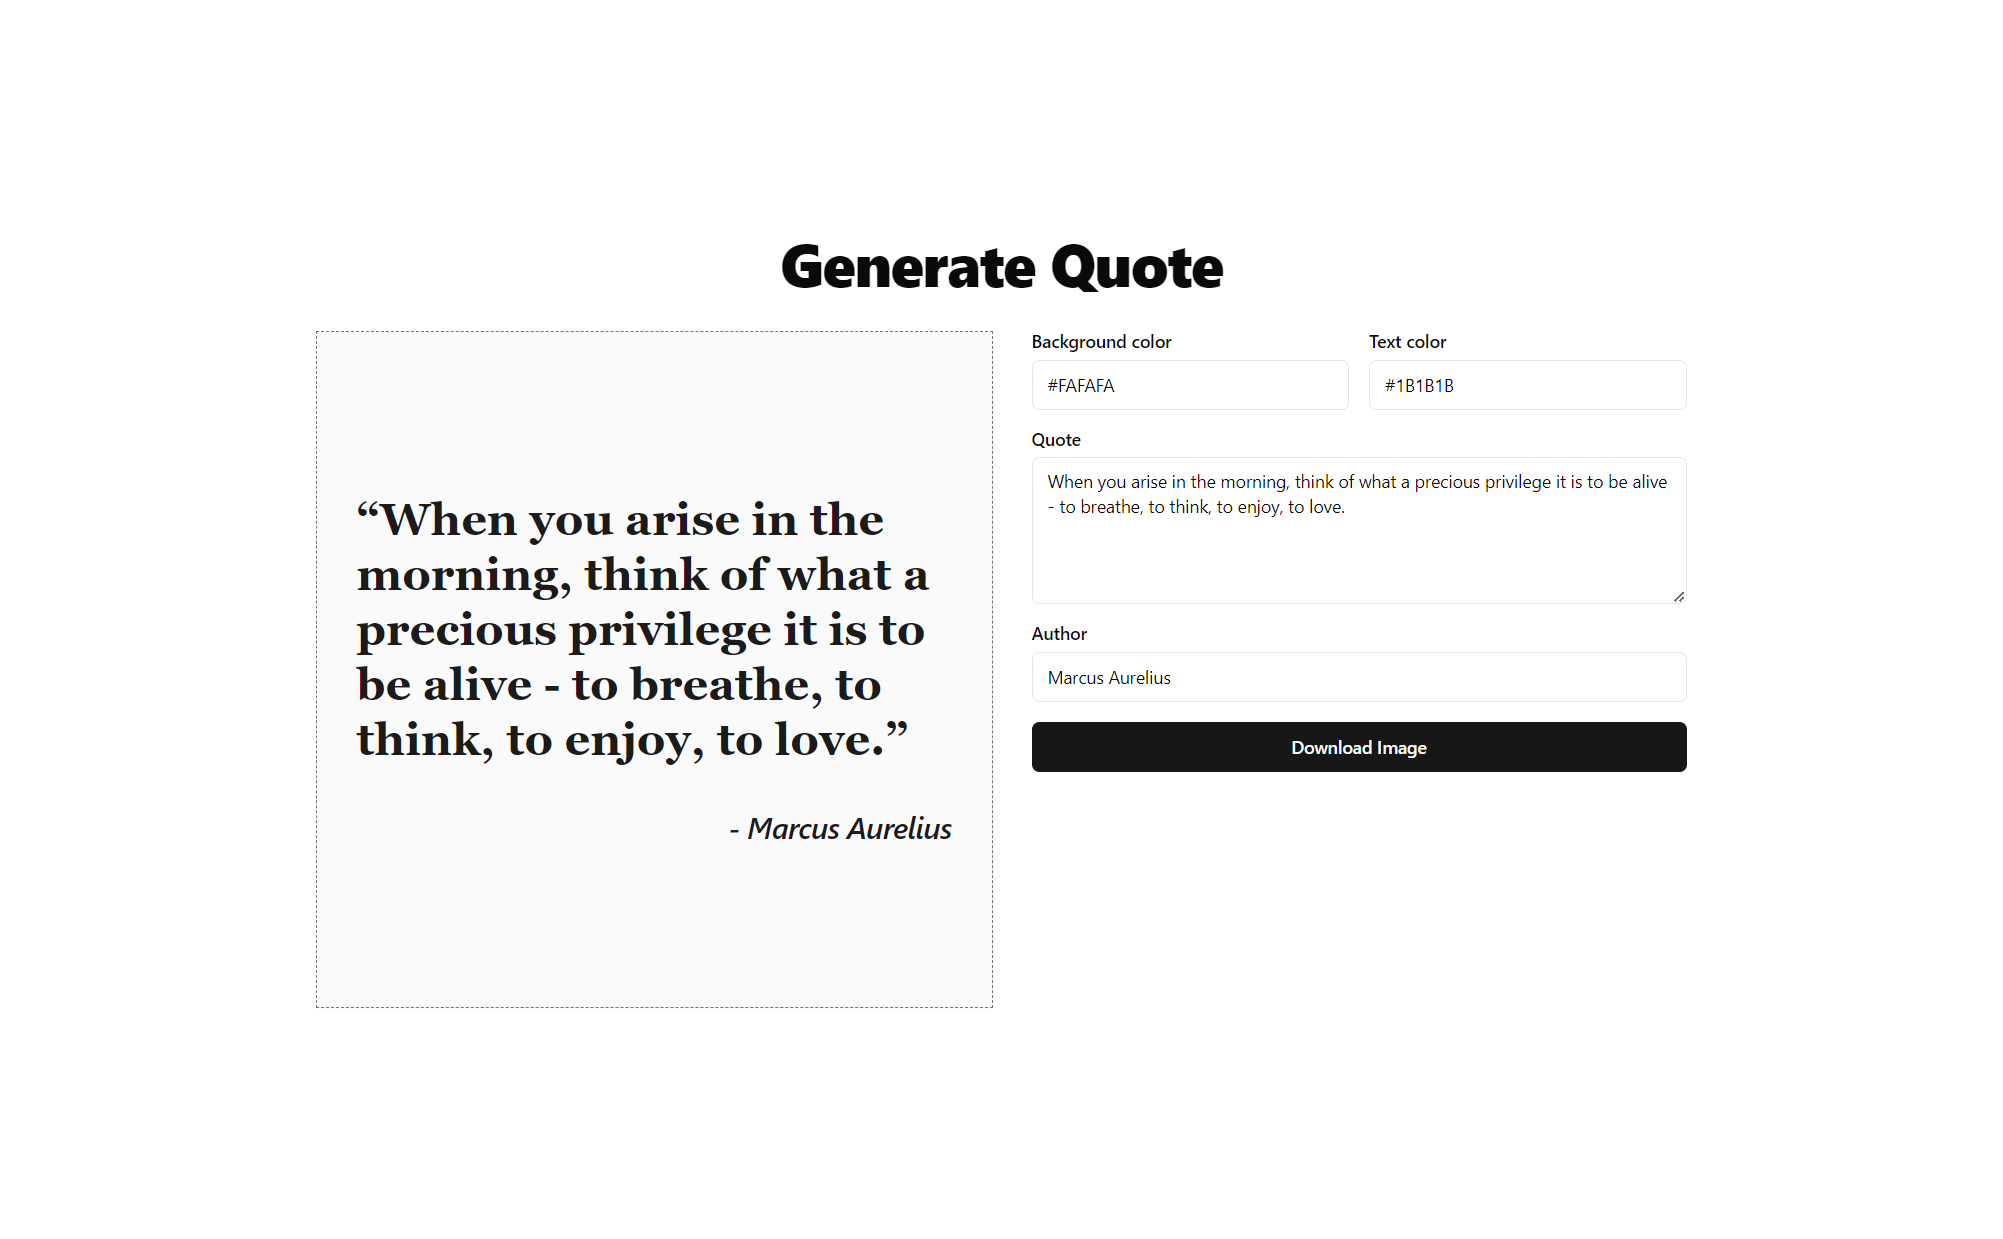 Generate Quote
“When you arise in the
morning, think of what a
precious privilege it is to
be alive - to breathe, to
think, to enjoy, to love.”
- Marcus Aurelius
Background color
Text color
#FAFAFA
#1B1B1B
Quote
When you arise in the morning, think of what a precious privilege it is to be alive
- to breathe, to think, to enjoy, to love.
Author
Marcus Aurelius
Download Image